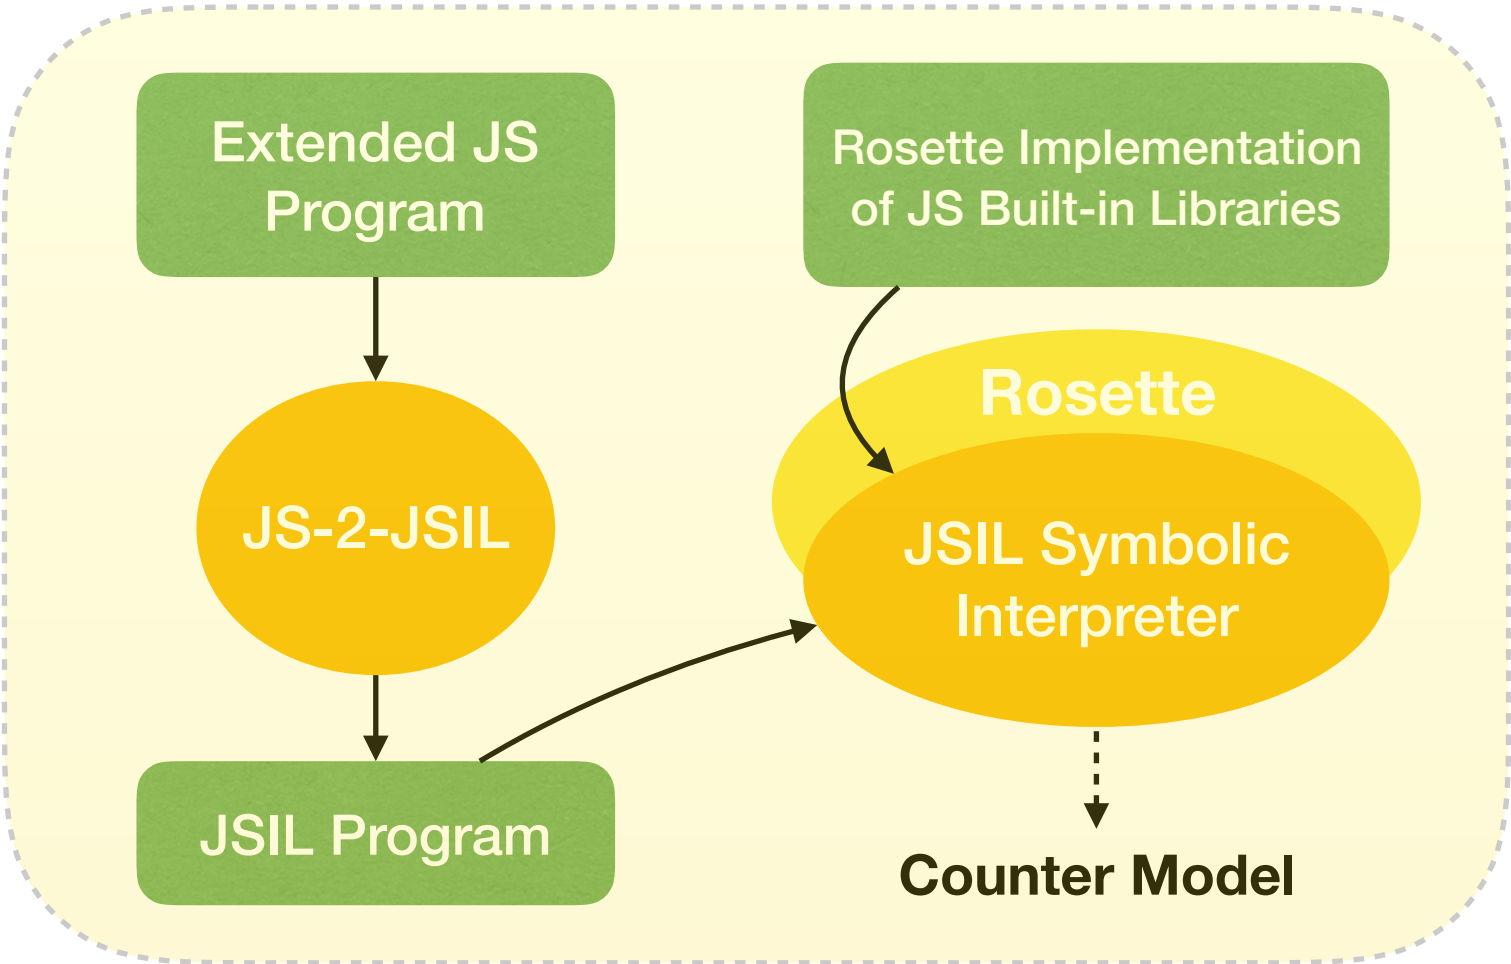 Extended JS
Program
Rosette Implementation
of JS Built-in Libraries
Rosette
JS-2-JSIL
JSIL Symbolic
Interpreter
JSIL Program
Counter Model